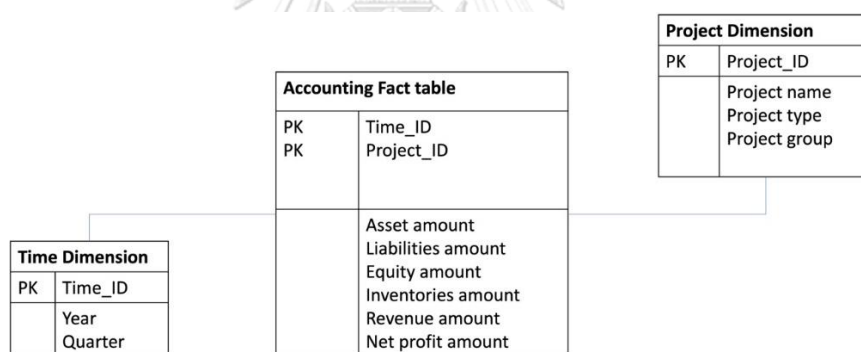 Project Dimension
PK Project_ID
Project name
Project type
Project group
Accounting Fact table
PK Time_ID
PK Project_ID
Asset amount
Liabilities amount
Equity amount
Inventories amount
Revenue amount
Net profit amount
Time Dimension
PK Time_ID
Year
Quarter